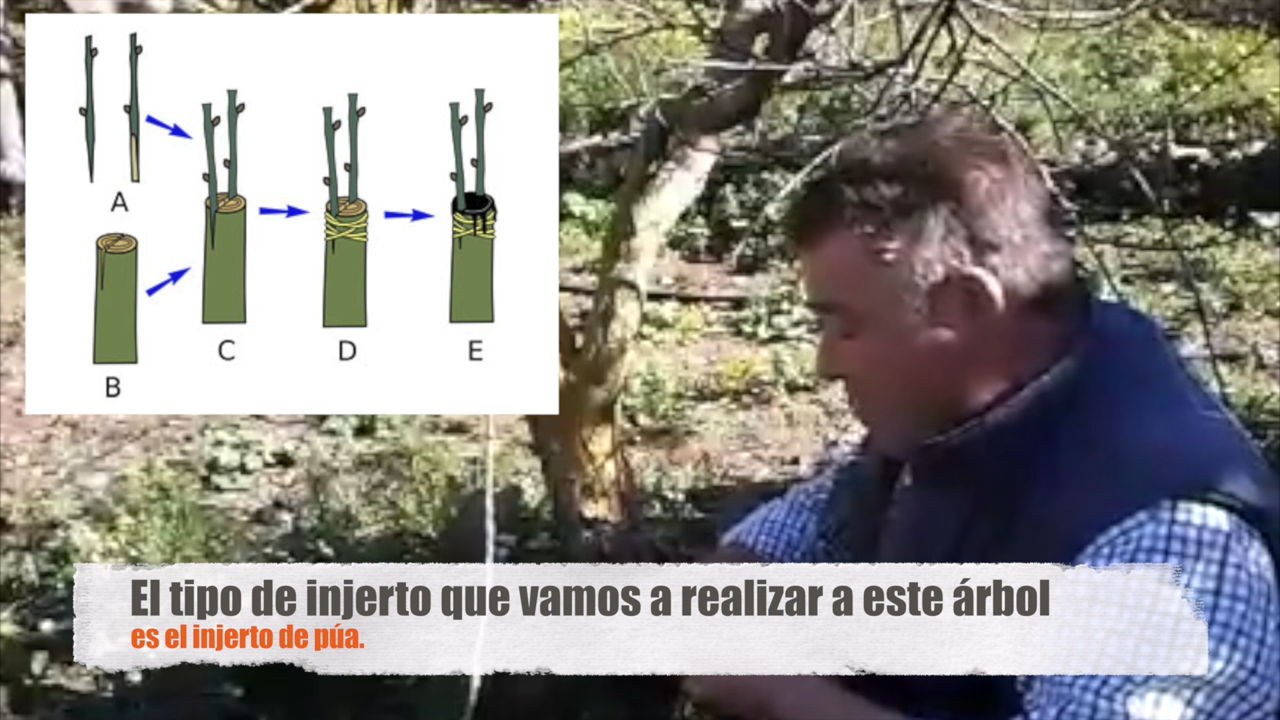 A
B
C
D
E
El tipo de injerto que vamos a realizar a este árbol
es el injerto de púa.